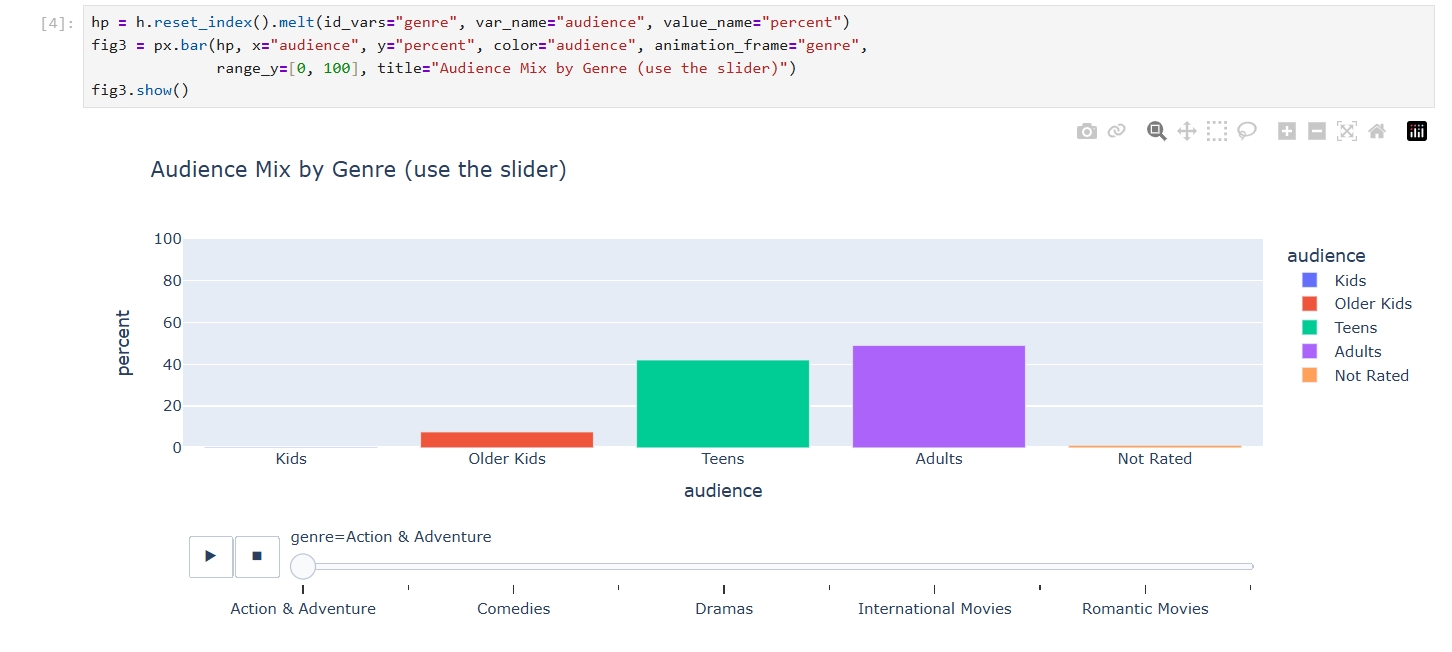 [4]:
hp = h.reset_index().melt(id_vars="genre", var_name="audience", value_name="percent")
fig3 = px.bar(hp, x="audience", y="percent", color="audience", animation_frame="genre",
              range_y=[0, 100], title="Audience Mix by Genre (use the slider)")
fig3.show()
Audience Mix by Genre (use the slider)
100
80
60
40
20
0
percent
Kids Older Kids Teens Adults Not Rated
audience
audience
Kids
Older Kids
Teens
Adults
Not Rated
genre=Action & Adventure
Action & Adventure Comedies Dramas International Movies Romantic Movies